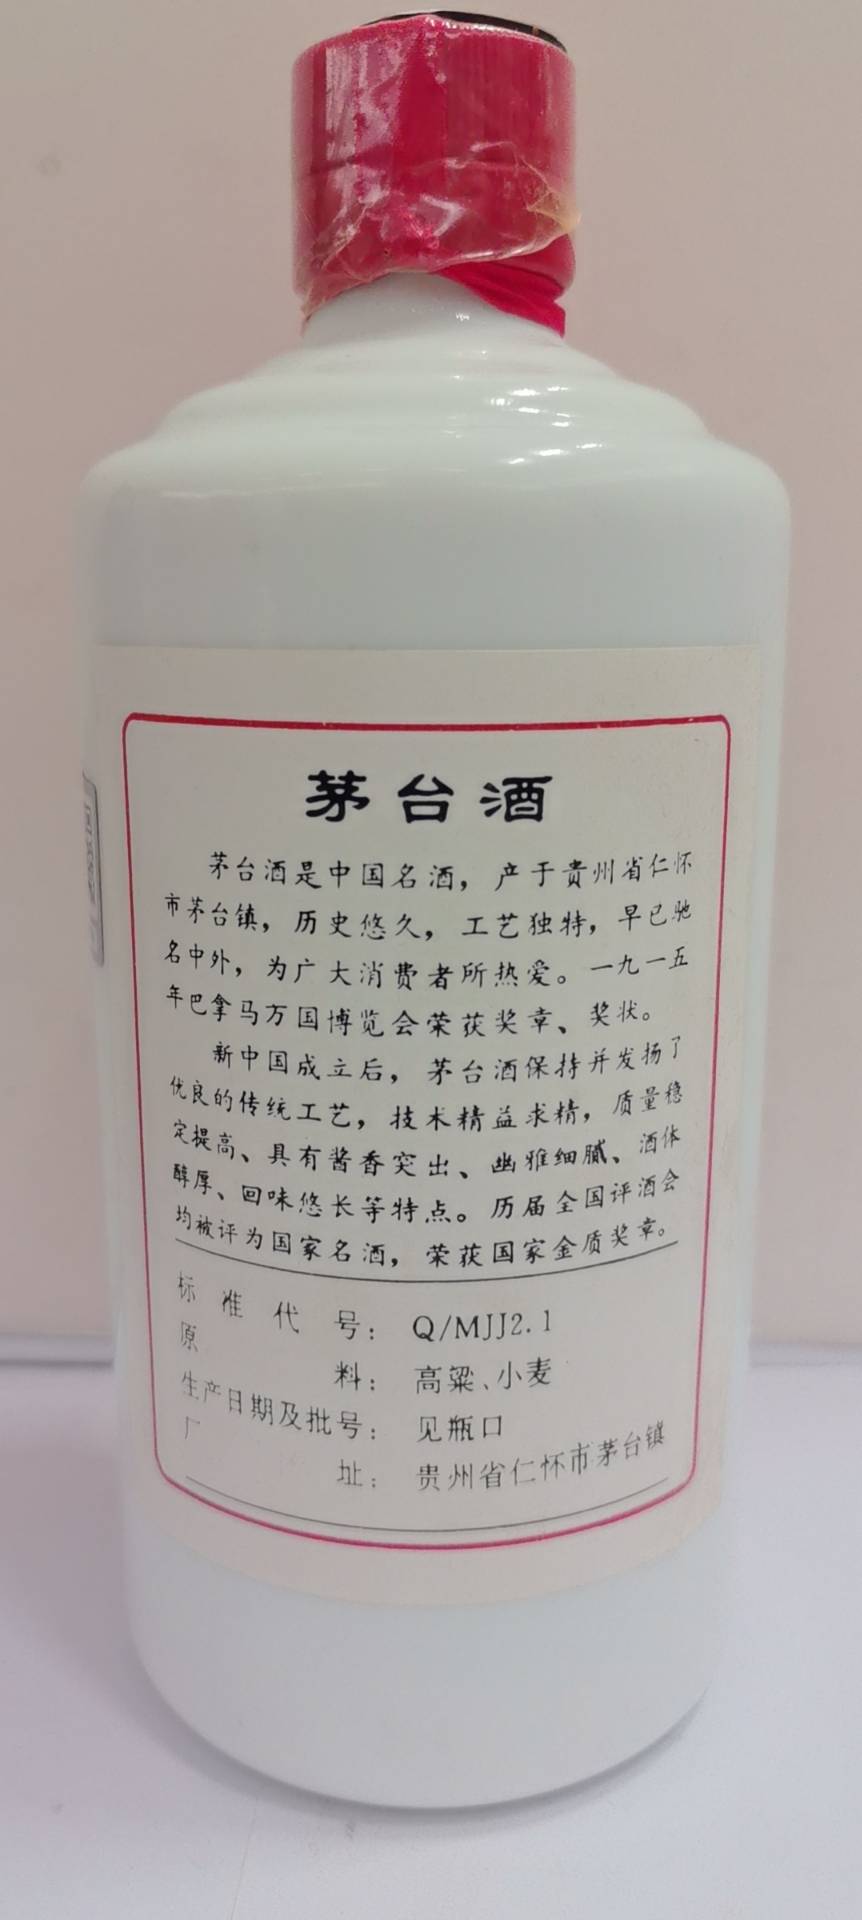 茅台酒
茅台酒是中国名酒，产于贵州省仁怀
市茅台镇，历史悠久，工艺独特，早已驰
名中外，为广大消费者所热爱。一九一五
年巴拿马万国博览会荣获奖章、奖状。
新中国成立后，茅台酒保持并发扬了
优良的传统工艺，技术精益求精，质量稳
定提高、具有酱香突出、幽雅细腻、酒体
醇厚、回味悠长等特点。历届全国评酒会
均被评为国家名酒，荣获国家金质奖章。
标准代号：Q/MJJ2.1
原料：高粱、小麦
生产日期及批号：见瓶口
厂址：贵州省仁怀市茅台镇